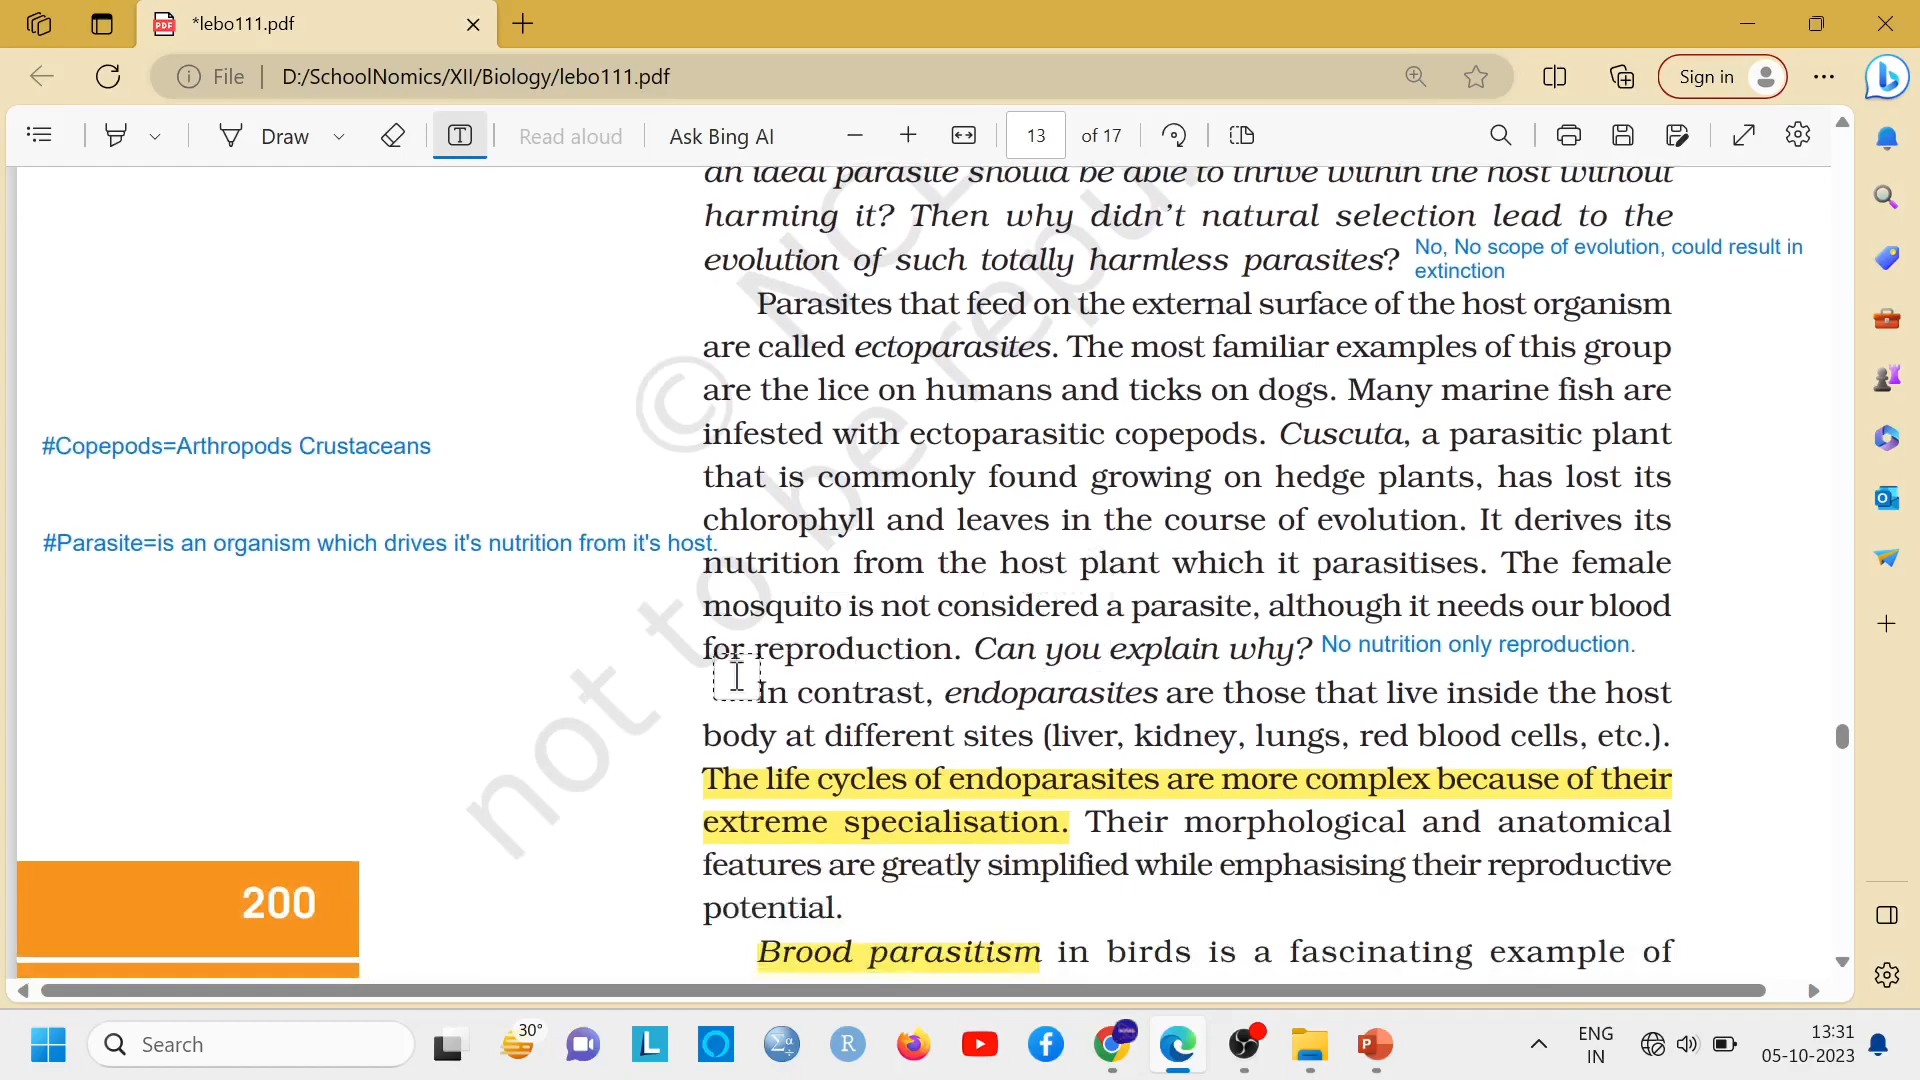 *lebo111.pdf
File
D:/SchoolNomics/XII/Biology/lebo111.pdf
Sign in
Draw
Read aloud
Ask Bing AI
13
of 17
an ideal parasite should be able to thrive within the host without
harming it? Then why didn't natural selection lead to the
evolution of such totally harmless parasites?
No, No scope of evolution, could result in
extinction
Parasites that feed on the external surface of the host organism
are called ectoparasites. The most familiar examples of this group
are the lice on humans and ticks on dogs. Many marine fish are
infested with ectoparasitic copepods. Cuscuta, a parasitic plant
that is commonly found growing on hedge plants, has lost its
chlorophyll and leaves in the course of evolution. It derives its
nutrition from the host plant which it parasitises. The female
mosquito is not considered a parasite, although it needs our blood
for reproduction. Can you explain why?
No nutrition only reproduction.
In contrast, endoparasites are those that live inside the host
body at different sites (liver, kidney, lungs, red blood cells, etc.).
The life cycles of endoparasites are more complex because of their
extreme specialisation. Their morphological and anatomical
features are greatly simplified while emphasising their reproductive
potential.
Brood parasitism in birds is a fascinating example of
#Copepods=Arthropods Crustaceans
#Parasite=is an organism which drives it's nutrition from it's host.
200
© NCE
not to be repu
Search
30°
ENG
IN
13:31
05-10-2023